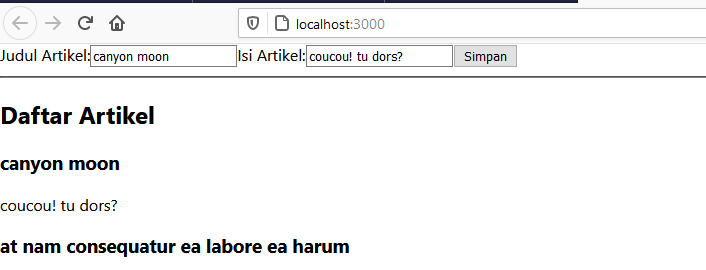 localhost:3000
Judul Artikel: canyon moon Isi Artikel: coucou! tu dors? Simpan
Daftar Artikel
canyon moon
coucou! tu dors?
at nam consequatur ea labore ea harum